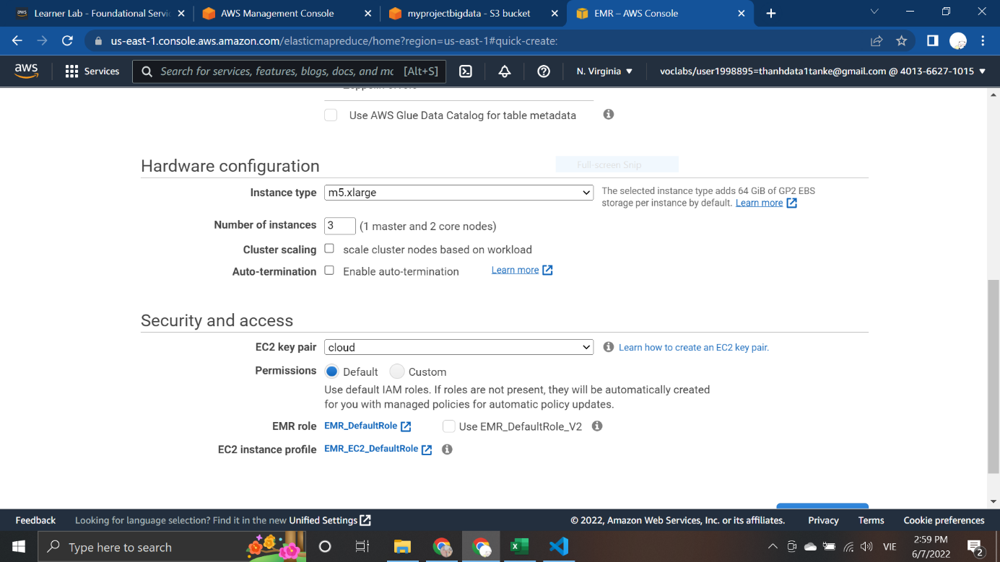 Learner Lab - Foundational Servic
AWS Management Console
myprojectbigdata - S3 bucket
EMR – AWS Console
us-east-1.console.aws.amazon.com/elasticmapreduce/home?region=us-east-1#quick-create:
aws
Services
Search for services, features, blogs, docs, and mc [Alt+S]
N. Virginia
voclabs/user1998895=thanhdata1tanke@gmail.com @ 4013-6627-1015
Use AWS Glue Data Catalog for table metadata
Full-screen Snip
Hardware configuration
Instance type m5.xlarge
The selected instance type adds 64 GiB of GP2 EBS
storage per instance by default. Learn more
Number of instances 3 (1 master and 2 core nodes)
Cluster scaling scale cluster nodes based on workload
Auto-termination Enable auto-termination Learn more
Security and access
EC2 key pair cloud Learn how to create an EC2 key pair.
Permissions Default Custom
Use default IAM roles. If roles are not present, they will be automatically created
for you with managed policies for automatic policy updates.
EMR role EMR_DefaultRole Use EMR_DefaultRole_V2
EC2 instance profile EMR_EC2_DefaultRole
Feedback Looking for language selection? Find it in the new Unified Settings © 2022, Amazon Web Services, Inc. or its affiliates. Privacy Terms Cookie preferences
Type here to search
VIE
2:59 PM
6/7/2022
2